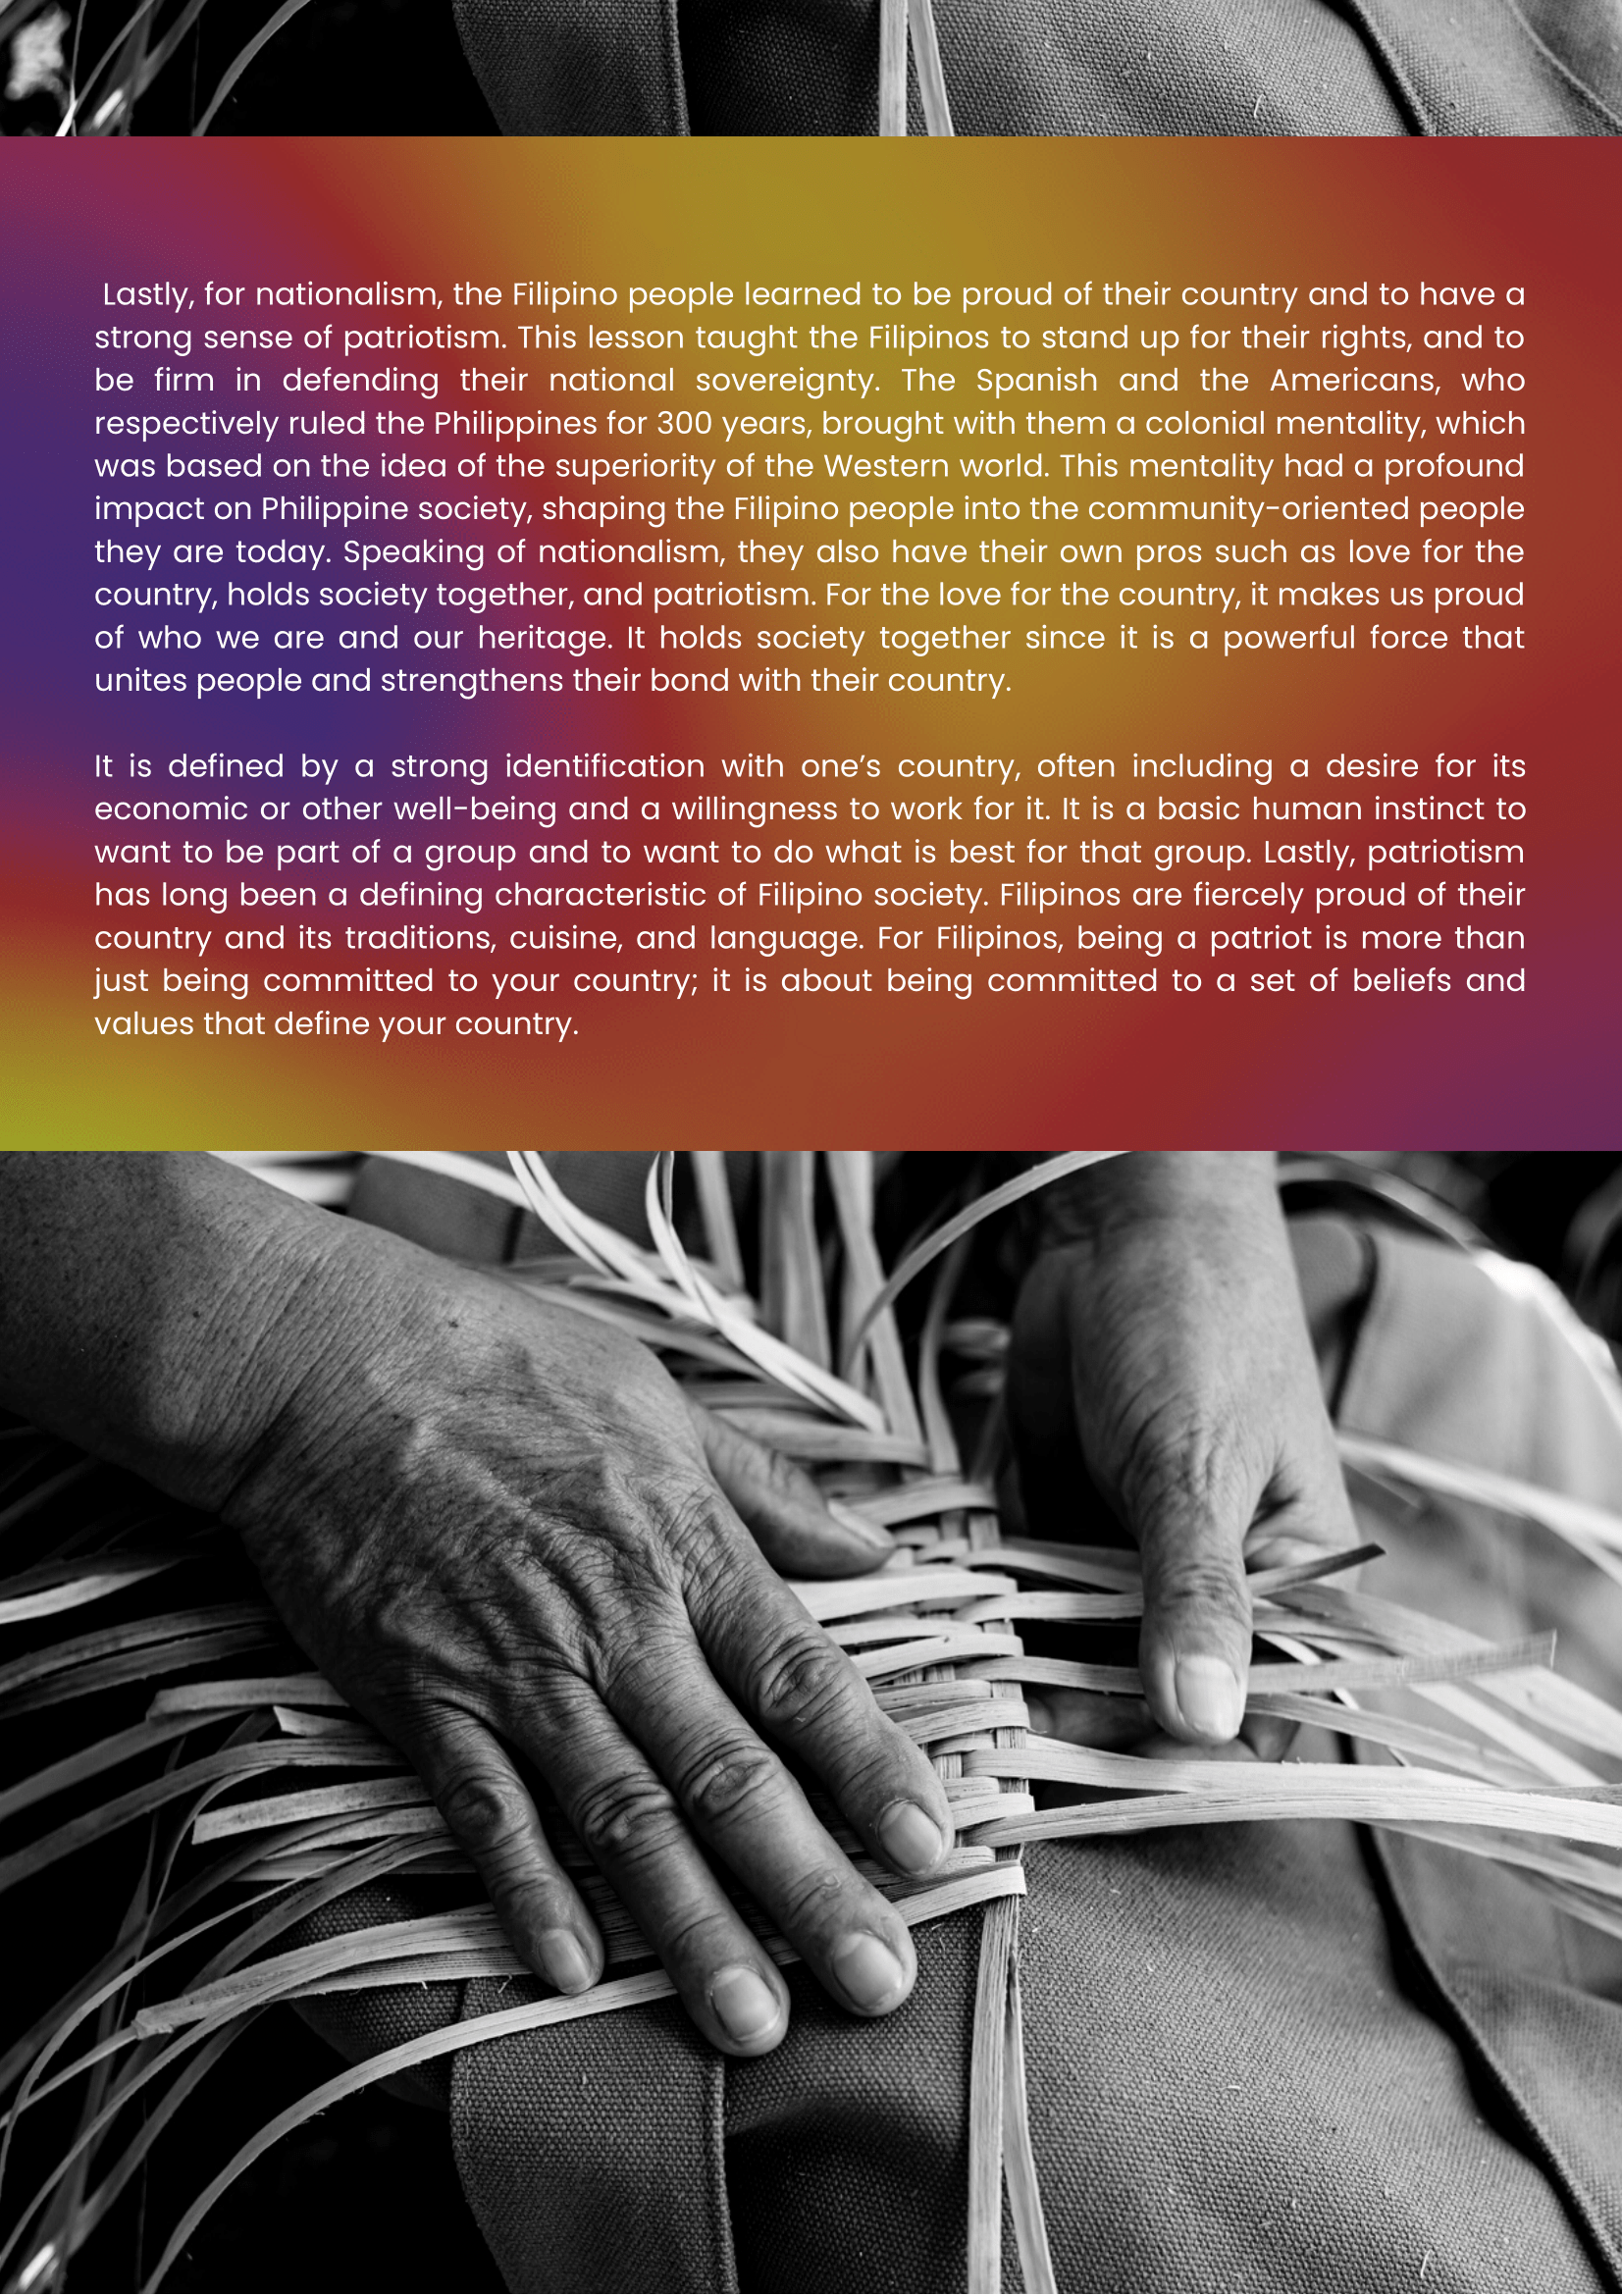 Lastly, for nationalism, the Filipino people learned to be proud of their country and to have a
strong sense of patriotism. This lesson taught the Filipinos to stand up for their rights, and to
be firm in defending their national sovereignty. The Spanish and the Americans, who
respectively ruled the Philippines for 300 years, brought with them a colonial mentality, which
was based on the idea of the superiority of the Western world. This mentality had a profound
impact on Philippine society, shaping the Filipino people into the community-oriented people
they are today. Speaking of nationalism, they also have their own pros such as love for the
country, holds society together, and patriotism. For the love for the country, it makes us proud
of who we are and our heritage. It holds society together since it is a powerful force that
unites people and strengthens their bond with their country.
It is defined by a strong identification with one’s country, often including a desire for its
economic or other well-being and a willingness to work for it. It is a basic human instinct to
want to be part of a group and to want to do what is best for that group. Lastly, patriotism
has long been a defining characteristic of Filipino society. Filipinos are fiercely proud of their
country and its traditions, cuisine, and language. For Filipinos, being a patriot is more than
just being committed to your country; it is about being committed to a set of beliefs and
values that define your country.